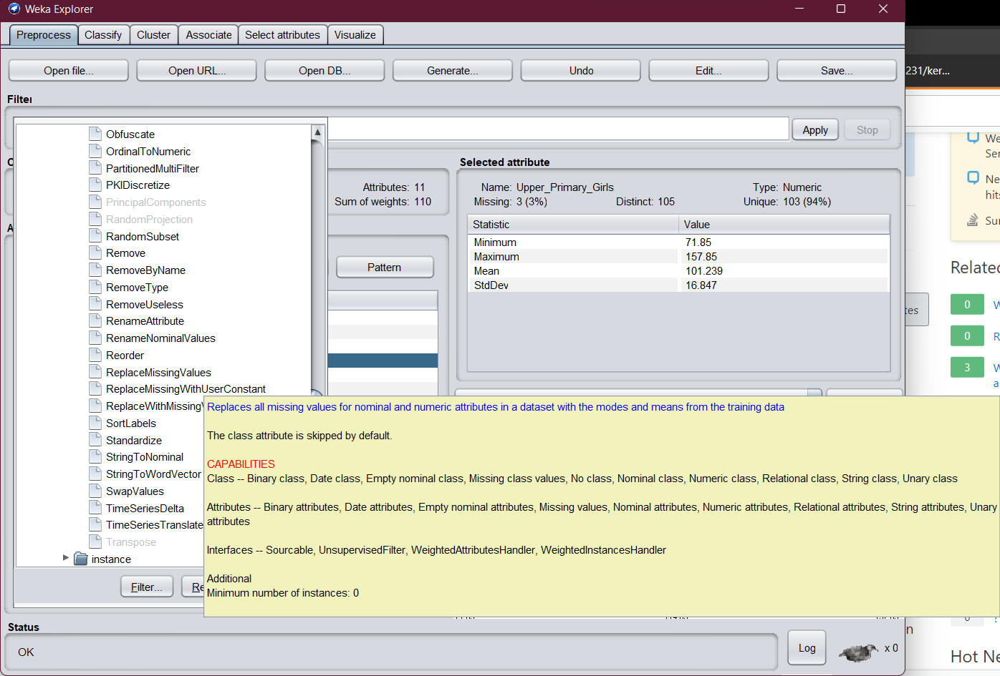 Weka Explorer
Preprocess Classify Cluster Associate Select attributes Visualize
Open file... Open URL... Open DB... Generate... Undo Edit... Save...
231/ker...
Filter
Apply Stop
Obfuscate
OrdinalToNumeric
PartitionedMultiFilter
PKIDiscretize
PrincipalComponents
RandomProjection
RandomSubset
Remove
RemoveByName
RemoveType
RemoveUseless
RenameAttribute
RenameNominalValues
Reorder
ReplaceMissingValues
ReplaceMissingWithUserConstant
ReplaceWithMissingV
SortLabels
Standardize
StringToNominal
StringToWordVector
SwapValues
TimeSeriesDelta
TimeSeriesTranslate
Transpose
instance
Filter... Re
Attributes: 11
Sum of weights: 110
Pattern
Selected attribute
Name: Upper_Primary_Girls Type: Numeric
Missing: 3 (3%) Distinct: 105 Unique: 103 (94%)
Statistic Value
Minimum 71.85
Maximum 157.85
Mean 101.239
StdDev 16.847
Replaces all missing values for nominal and numeric attributes in a dataset with the modes and means from the training data
The class attribute is skipped by default.
CAPABILITIES
Class -- Binary class, Date class, Empty nominal class, Missing class values, No class, Nominal class, Numeric class, Relational class, String class, Unary class
Attributes -- Binary attributes, Date attributes, Empty nominal attributes, Missing values, Nominal attributes, Numeric attributes, Relational attributes, String attributes, Unary
attributes
Interfaces -- Sourcable, UnsupervisedFilter, WeightedAttributesHandler, WeightedInstancesHandler
Additional
Minimum number of instances: 0
Status
OK
Log x 0
We
Ser
Ne
hits
Sur
Related
tes
0 W
0 R
3 W
a
n
Hot Ne